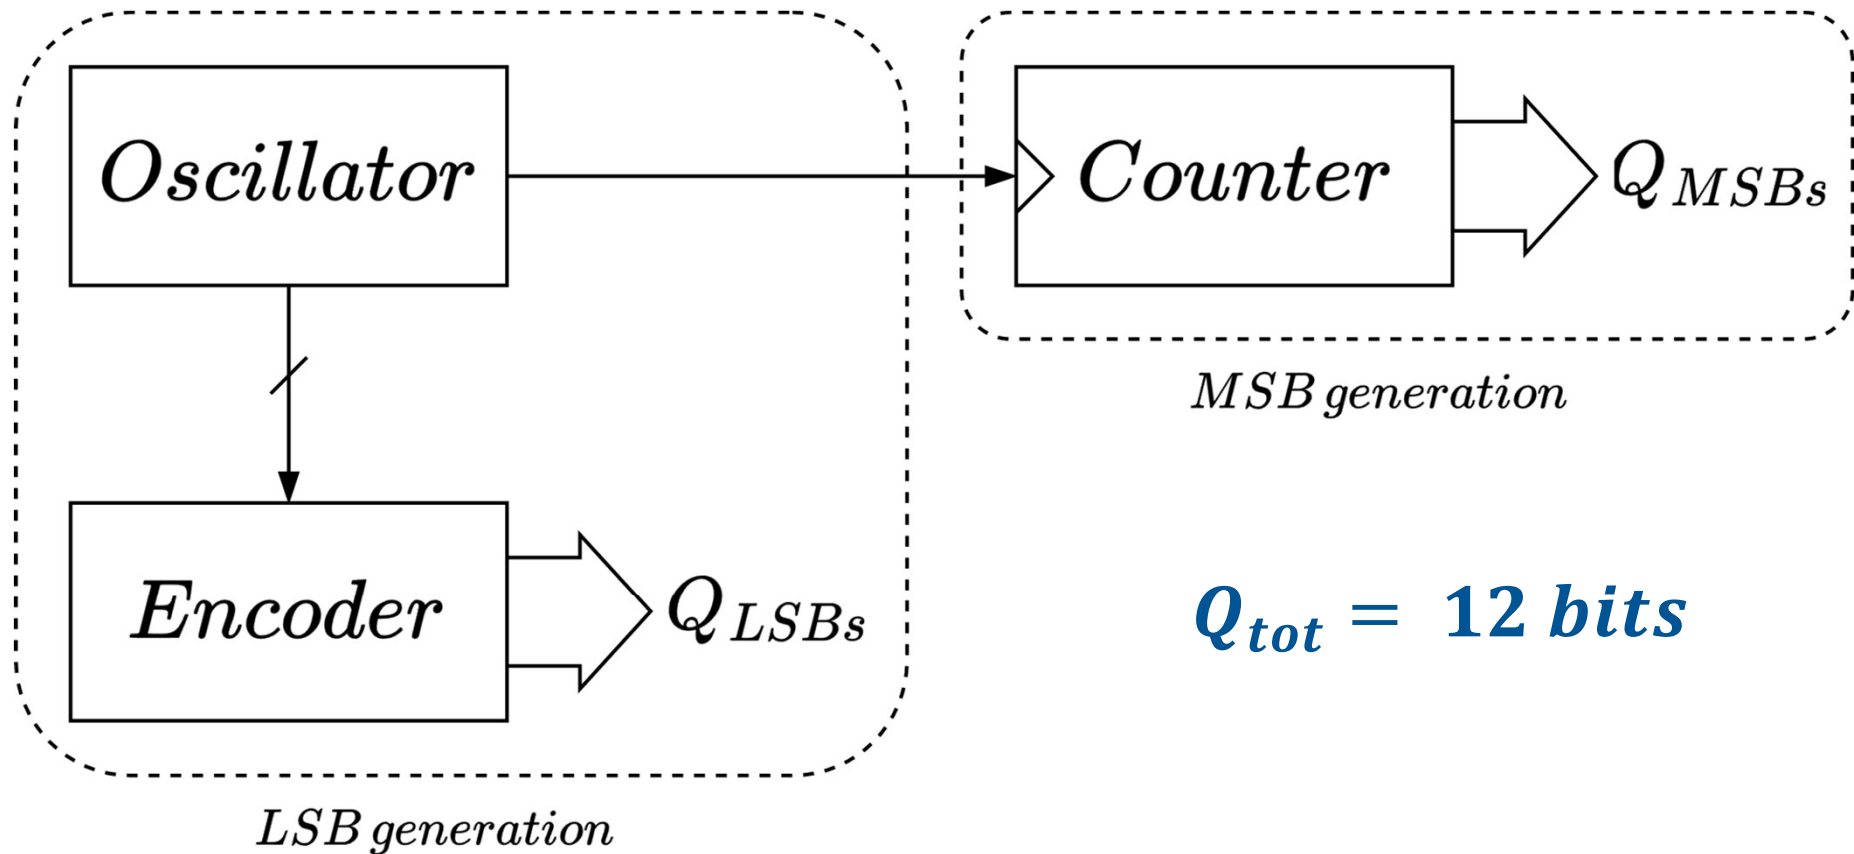 Oscillator
Counter
Q_MSBs
MSB generation
Encoder
Q_LSBs
Q_tot = 12 bits
LSB generation